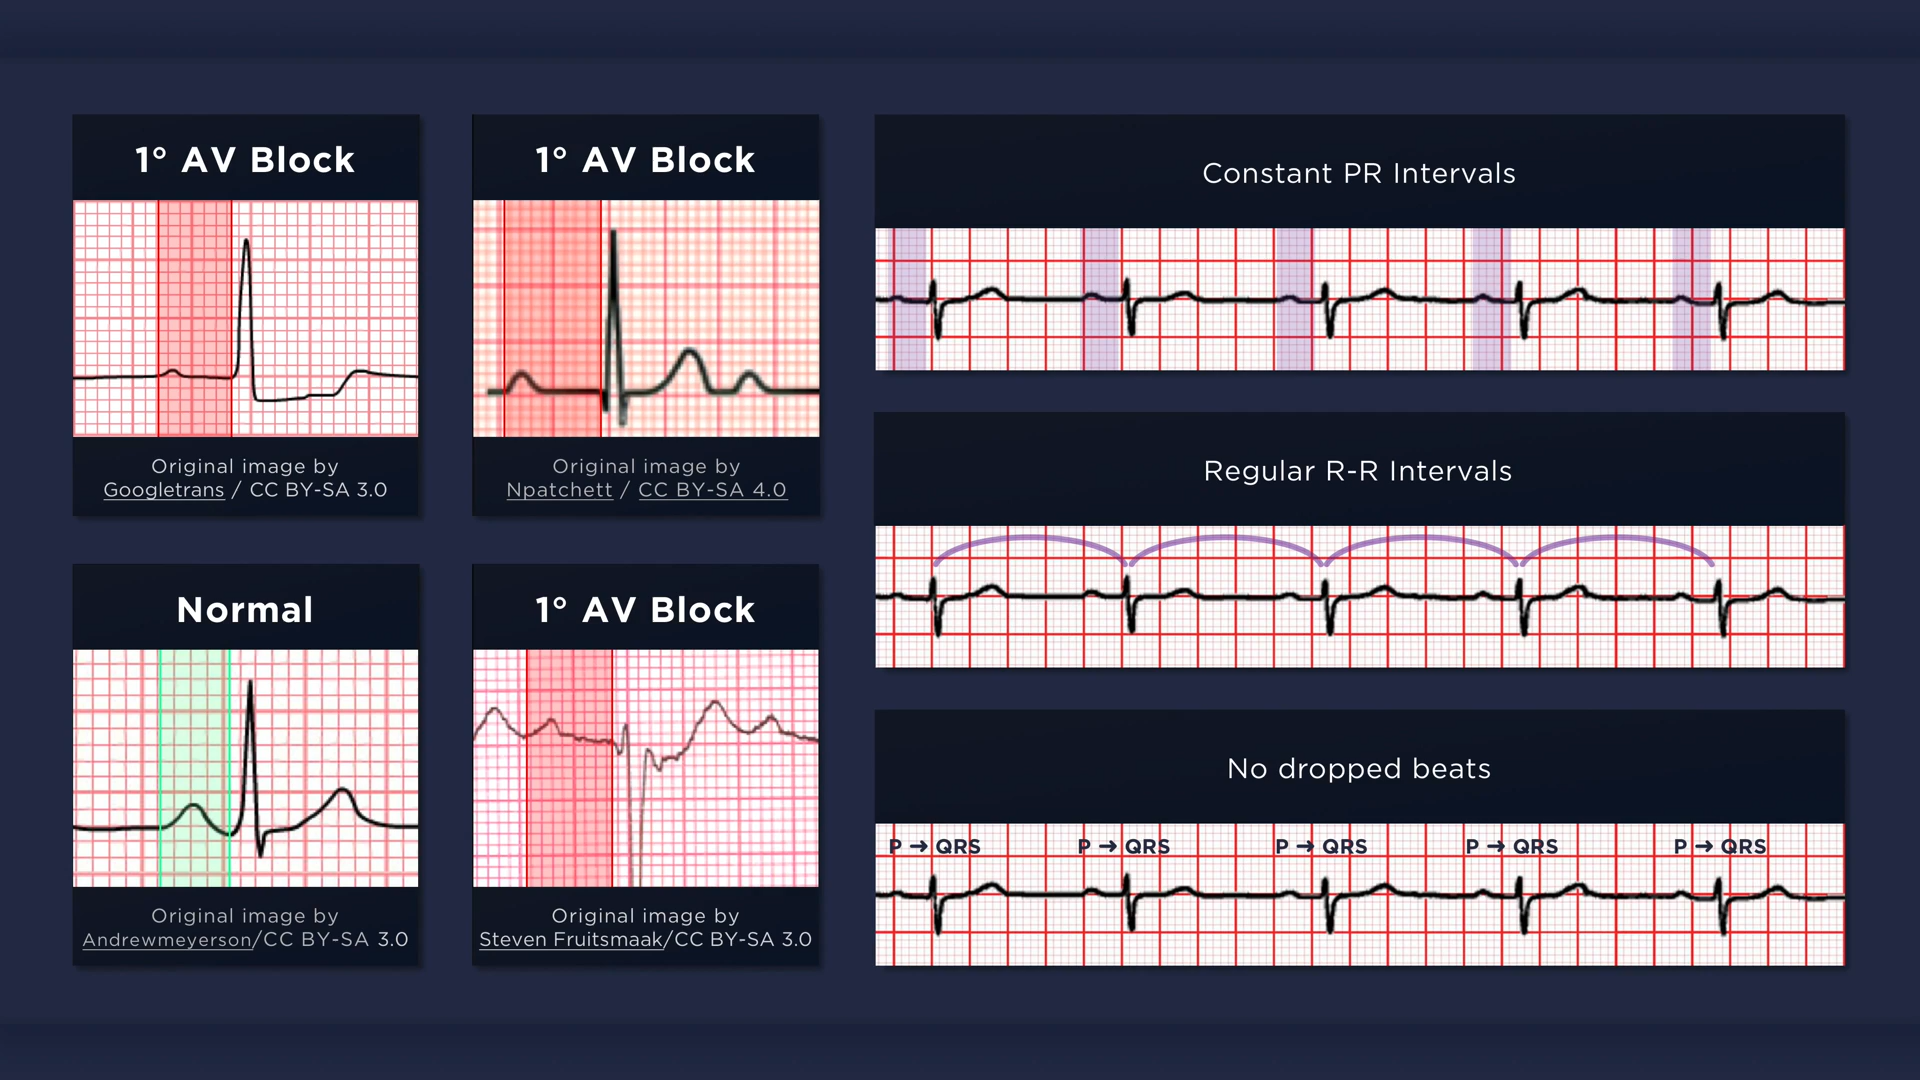 1° AV Block
Original image by
Googletrans / CC BY-SA 3.0
1° AV Block
Original image by
Npatchett / CC BY-SA 4.0
Normal
Original image by
Andrewmeyerson/CC BY-SA 3.0
1° AV Block
Original image by
Steven Fruitsmaak/CC BY-SA 3.0
Constant PR Intervals
Regular R-R Intervals
No dropped beats
P → QRS P → QRS P → QRS P → QRS P → QRS